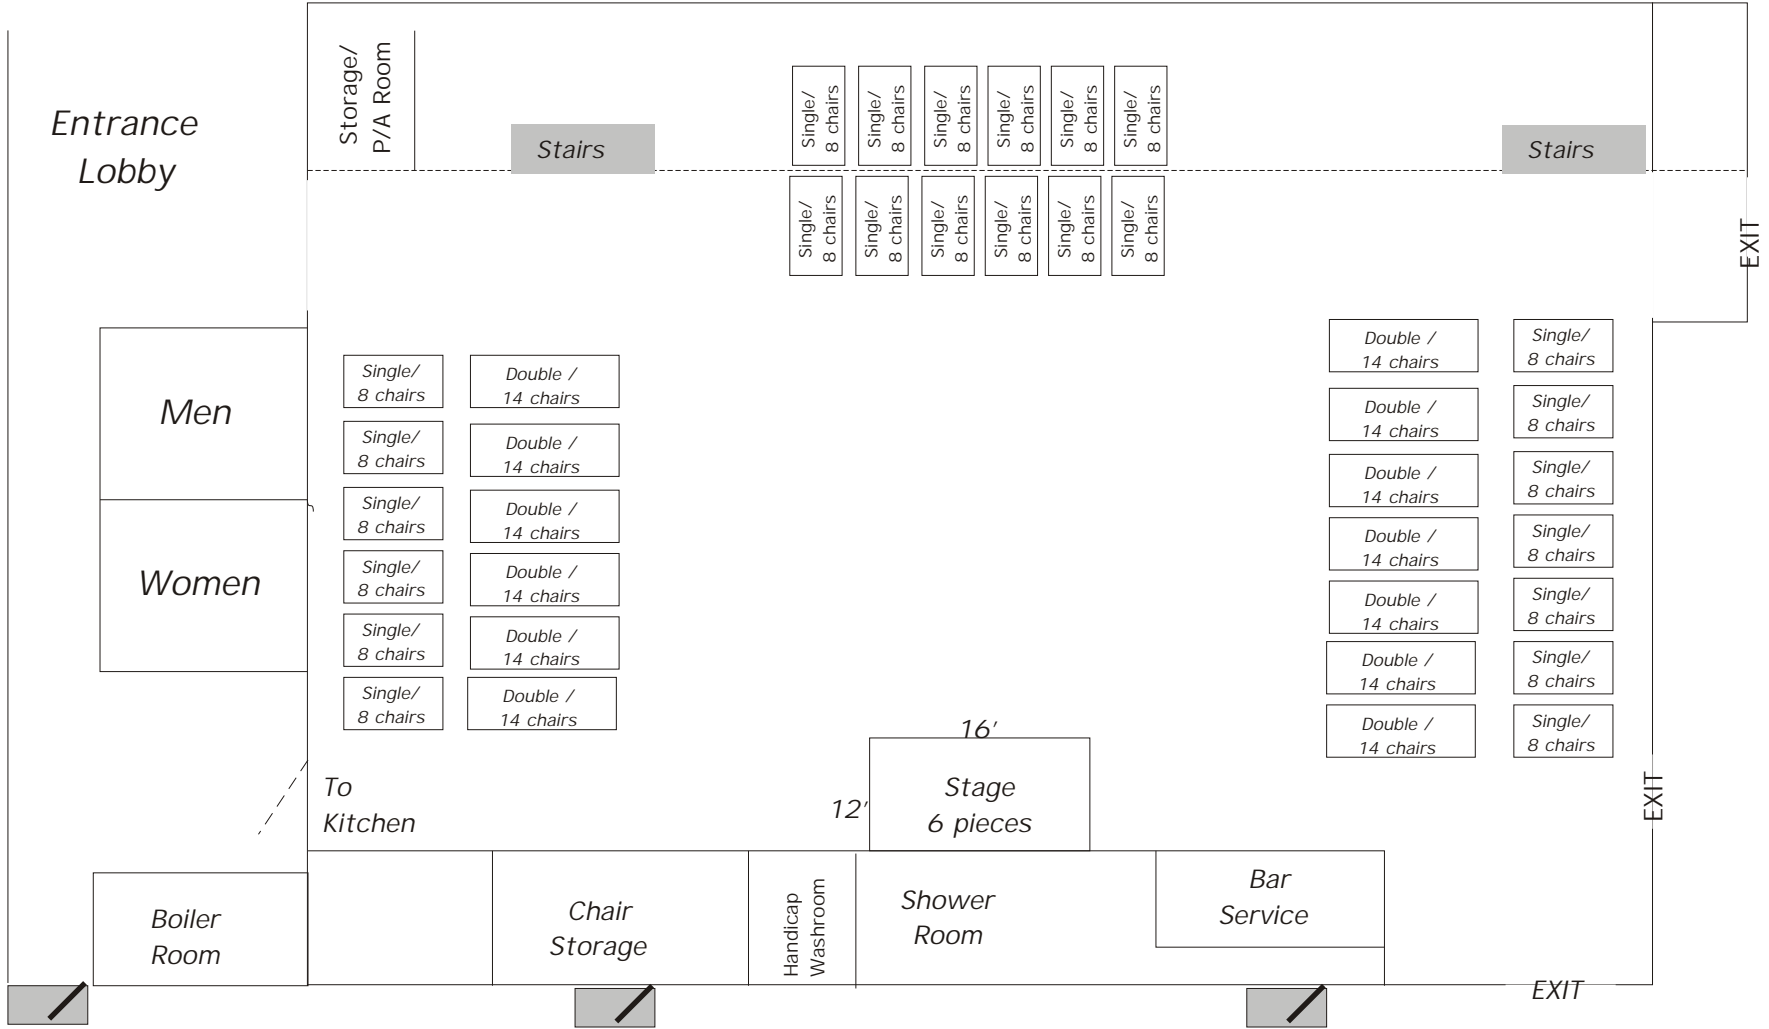 Entrance
Lobby
Storage/
P/A Room
Stairs
Single/
8 chairs
Single/
8 chairs
Single/
8 chairs
Single/
8 chairs
Single/
8 chairs
Single/
8 chairs
Stairs
Single/
8 chairs
Single/
8 chairs
Single/
8 chairs
Single/
8 chairs
Single/
8 chairs
Single/
8 chairs
EXIT
Men
Women
Single/
8 chairs
Double /
14 chairs
Single/
8 chairs
Double /
14 chairs
Single/
8 chairs
Double /
14 chairs
Single/
8 chairs
Double /
14 chairs
Single/
8 chairs
Double /
14 chairs
Single/
8 chairs
Double /
14 chairs
Double /
14 chairs
Single/
8 chairs
Double /
14 chairs
Single/
8 chairs
Double /
14 chairs
Single/
8 chairs
Double /
14 chairs
Single/
8 chairs
Double /
14 chairs
Single/
8 chairs
Double /
14 chairs
Single/
8 chairs
Double /
14 chairs
Single/
8 chairs
To
Kitchen
16'
12'
Stage
6 pieces
EXIT
Boiler
Room
Chair
Storage
Handicap
Washroom
Shower
Room
Bar
Service
EXIT